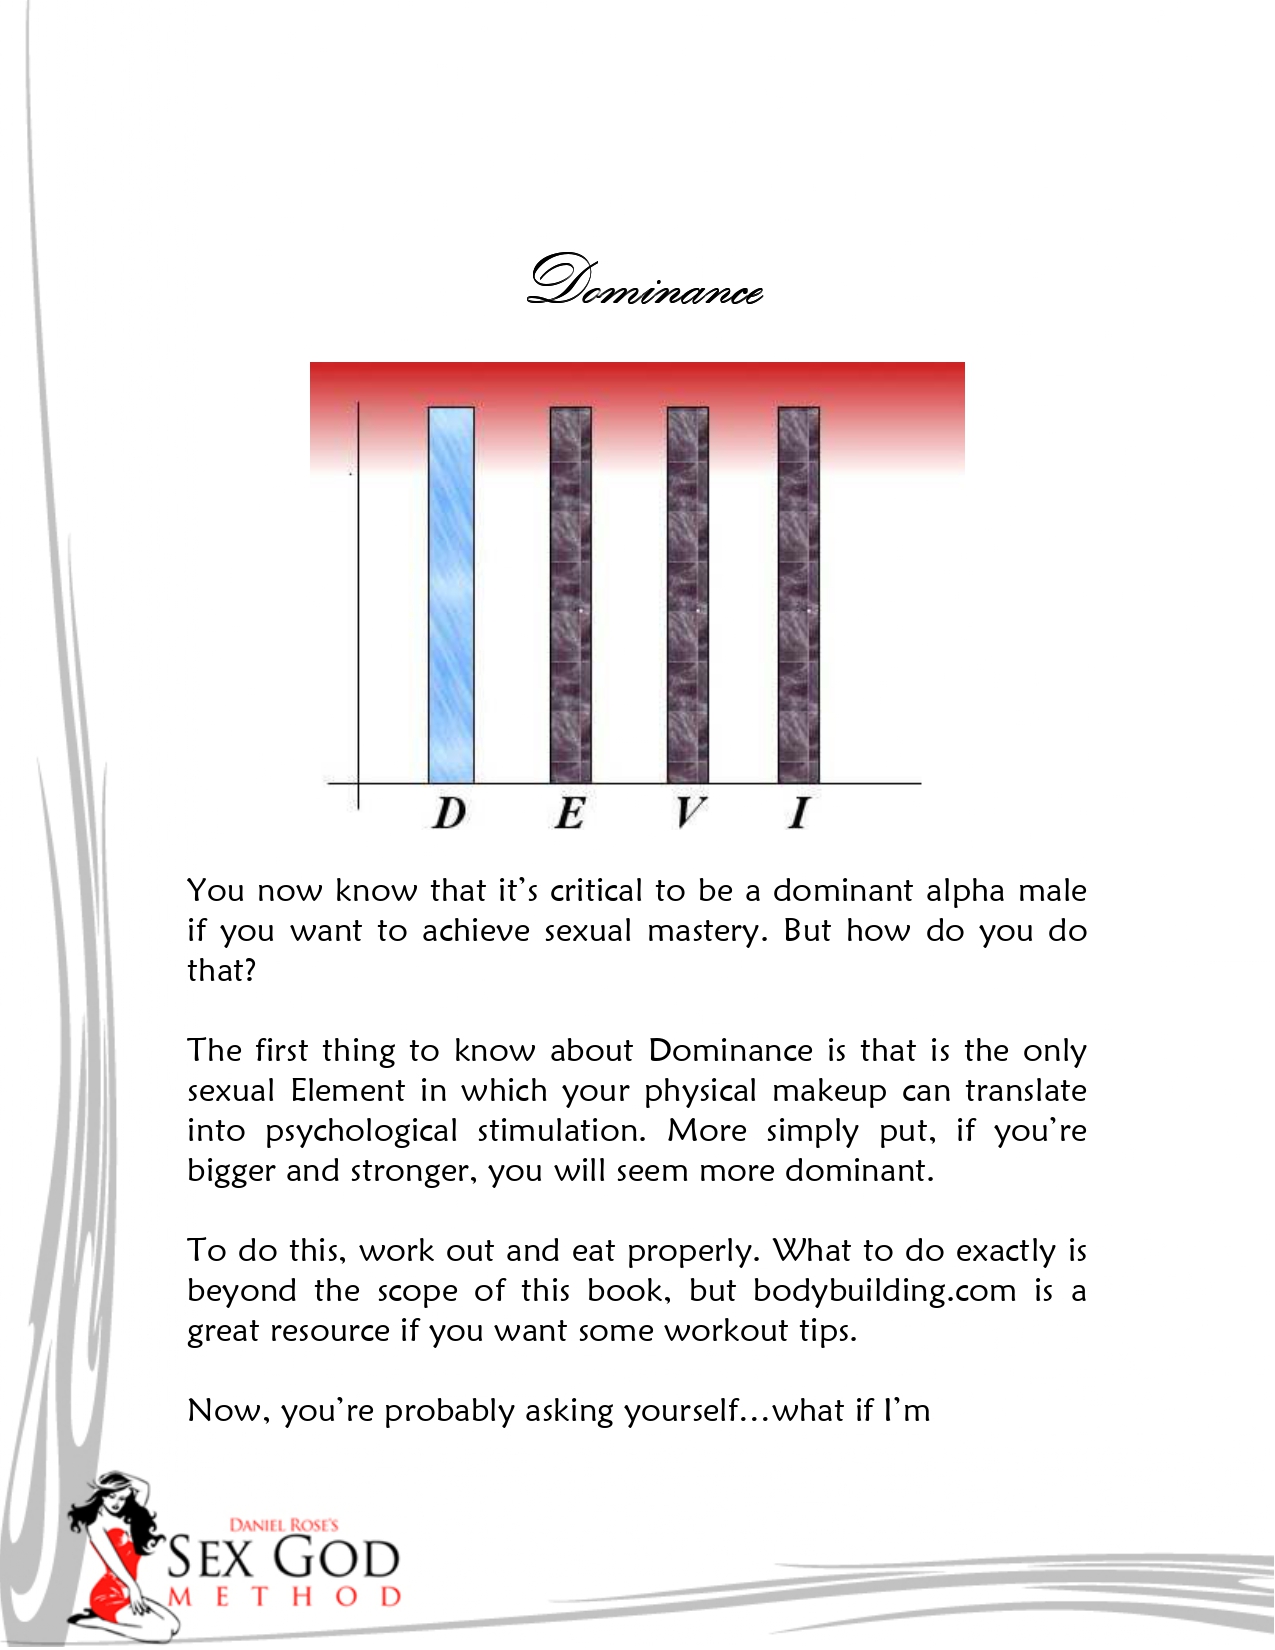 Dominance
D E V I
You now know that it’s critical to be a dominant alpha male
if you want to achieve sexual mastery. But how do you do
that?
The first thing to know about Dominance is that is the only
sexual Element in which your physical makeup can translate
into psychological stimulation. More simply put, if you’re
bigger and stronger, you will seem more dominant.
To do this, work out and eat properly. What to do exactly is
beyond the scope of this book, but bodybuilding.com is a
great resource if you want some workout tips.
Now, you’re probably asking yourself...what if I’m
DANIEL ROSE'S
SEX GOD
METHOD